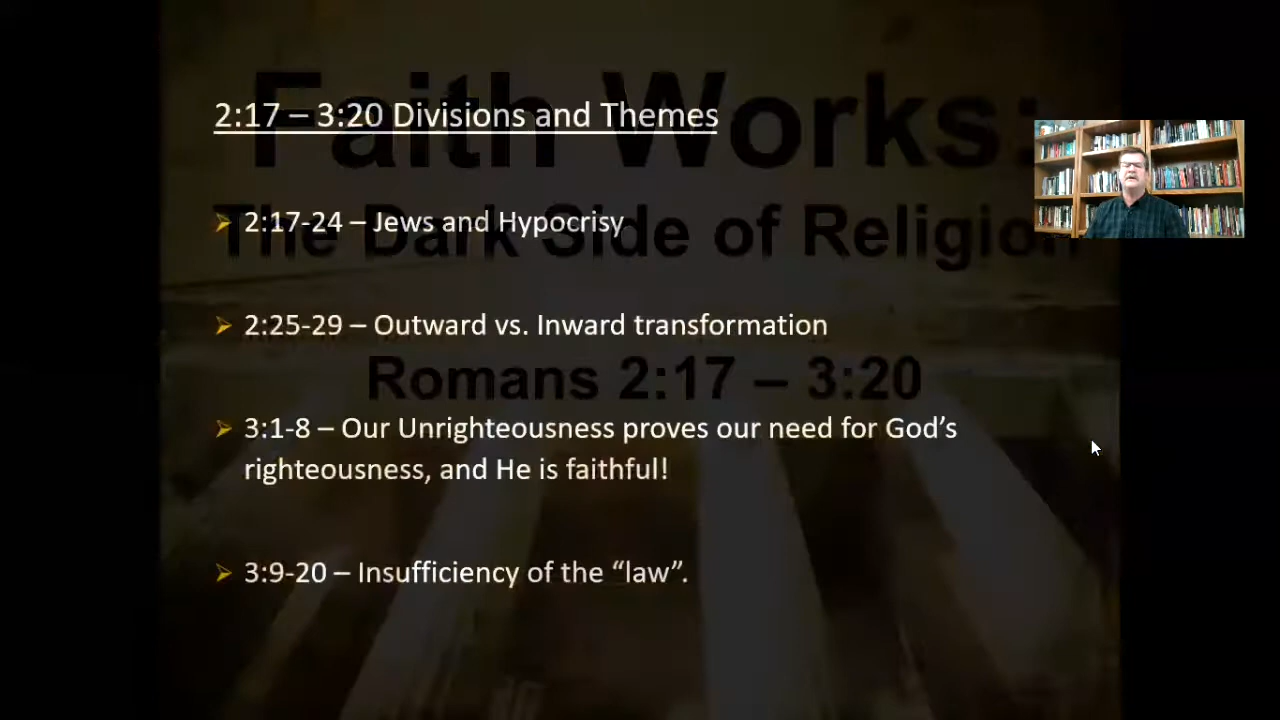 Faith Works:
2:17 – 3:20 Divisions and Themes
The Dark Side of Religion
➢ 2:17-24 – Jews and Hypocrisy
➢ 2:25-29 – Outward vs. Inward transformation
Romans 2:17 – 3:20
➢ 3:1-8 – Our Unrighteousness proves our need for God’s
righteousness, and He is faithful!
➢ 3:9-20 – Insufficiency of the “law”.